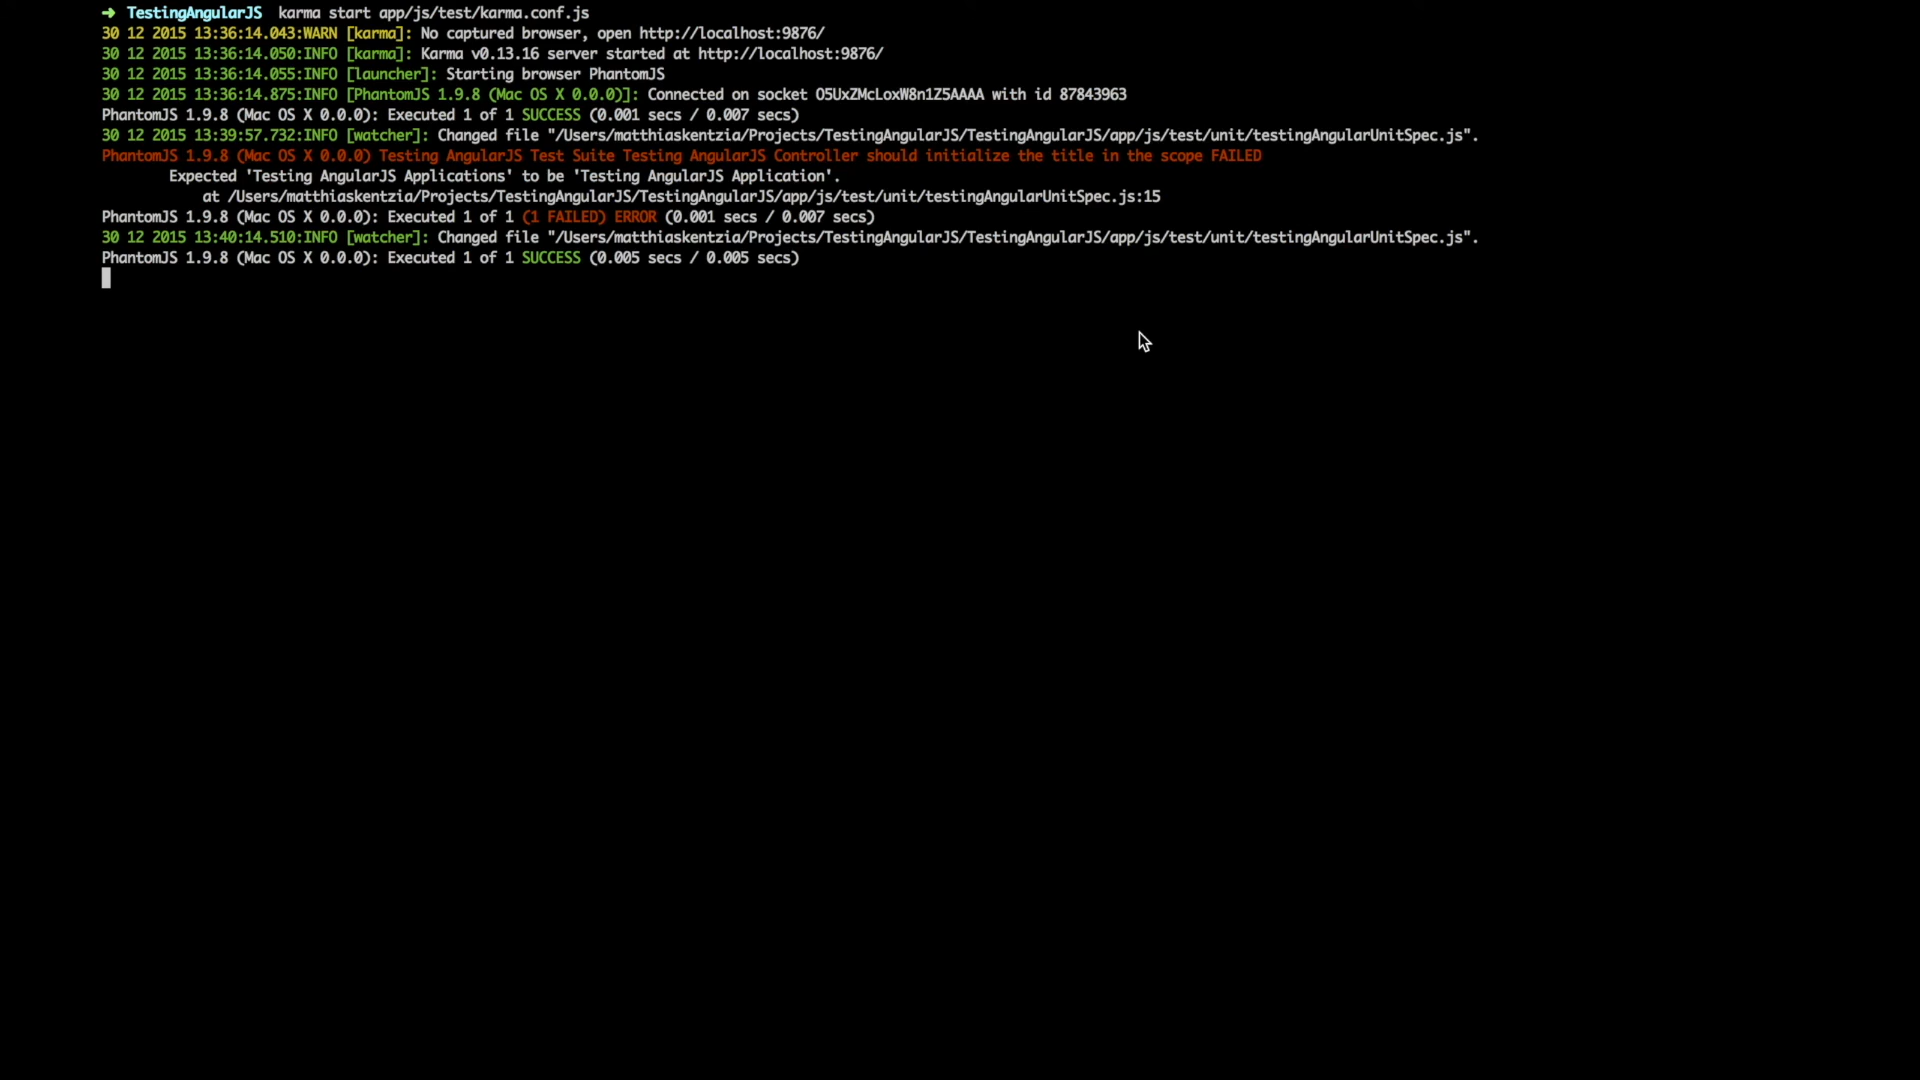 ➜ TestingAngularJS karma start app/js/test/karma.conf.js
30 12 2015 13:36:14.043:WARN [karma]: No captured browser, open http://localhost:9876/
30 12 2015 13:36:14.050:INFO [karma]: Karma v0.13.16 server started at http://localhost:9876/
30 12 2015 13:36:14.055:INFO [launcher]: Starting browser PhantomJS
30 12 2015 13:36:14.875:INFO [PhantomJS 1.9.8 (Mac OS X 0.0.0)]: Connected on socket O5UxZMcLoxW8n1Z5AAAA with id 87843963
PhantomJS 1.9.8 (Mac OS X 0.0.0): Executed 1 of 1 SUCCESS (0.001 secs / 0.007 secs)
30 12 2015 13:39:57.732:INFO [watcher]: Changed file "/Users/matthiaskentzia/Projects/TestingAngularJS/TestingAngularJS/app/js/test/unit/testingAngularUnitSpec.js".
PhantomJS 1.9.8 (Mac OS X 0.0.0) Testing AngularJS Test Suite Testing AngularJS Controller should initialize the title in the scope FAILED
Expected 'Testing AngularJS Applications' to be 'Testing AngularJS Application'.
at /Users/matthiaskentzia/Projects/TestingAngularJS/TestingAngularJS/app/js/test/unit/testingAngularUnitSpec.js:15
PhantomJS 1.9.8 (Mac OS X 0.0.0): Executed 1 of 1 (1 FAILED) ERROR (0.001 secs / 0.007 secs)
30 12 2015 13:40:14.510:INFO [watcher]: Changed file "/Users/matthiaskentzia/Projects/TestingAngularJS/TestingAngularJS/app/js/test/unit/testingAngularUnitSpec.js".
PhantomJS 1.9.8 (Mac OS X 0.0.0): Executed 1 of 1 SUCCESS (0.005 secs / 0.005 secs)